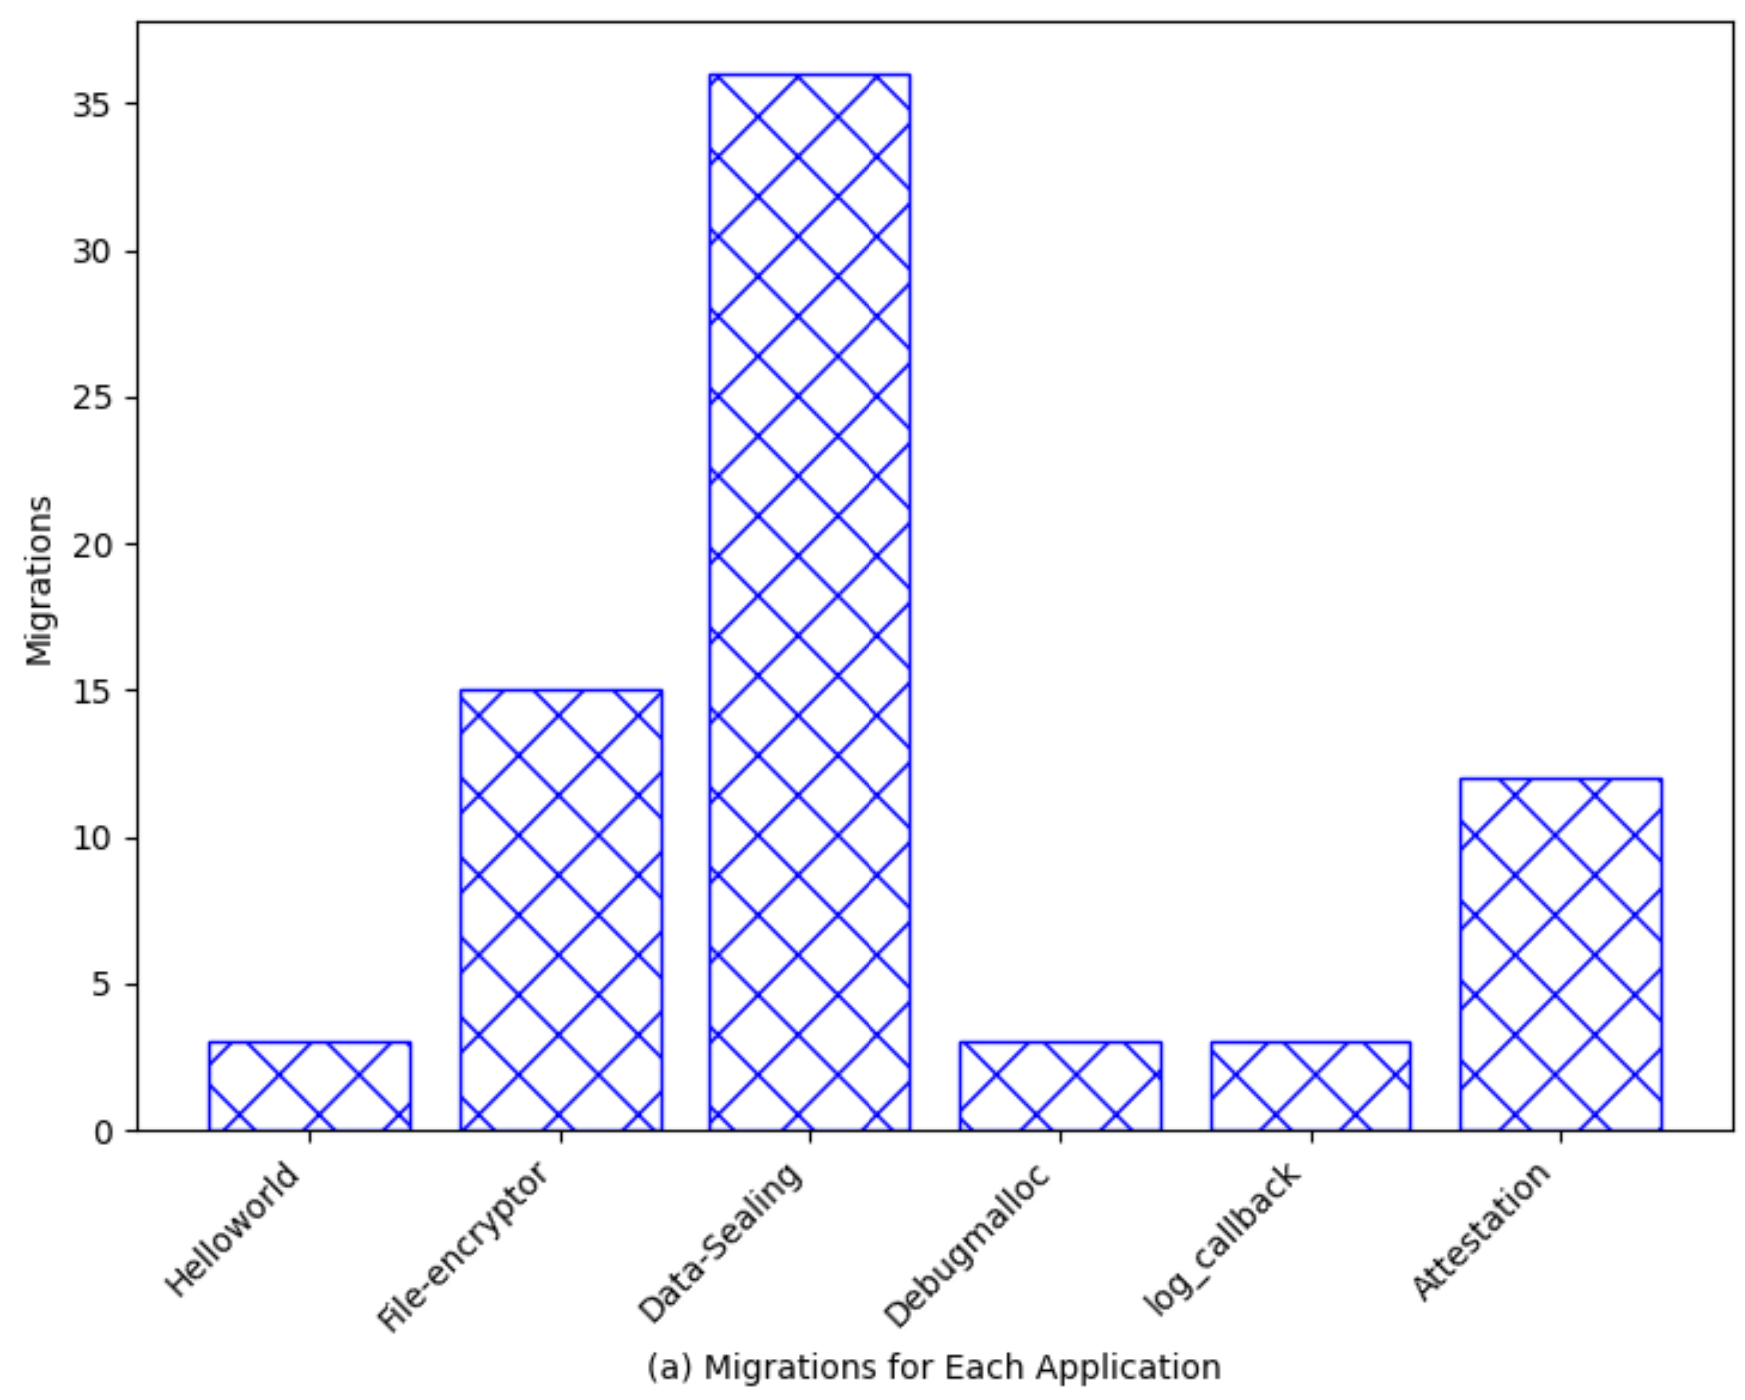 35
30
25
20
15
10
5
0
Migrations
Helloworld
File-encryptor
Data-Sealing
Debugmalloc
log_callback
Attestation
(a) Migrations for Each Application